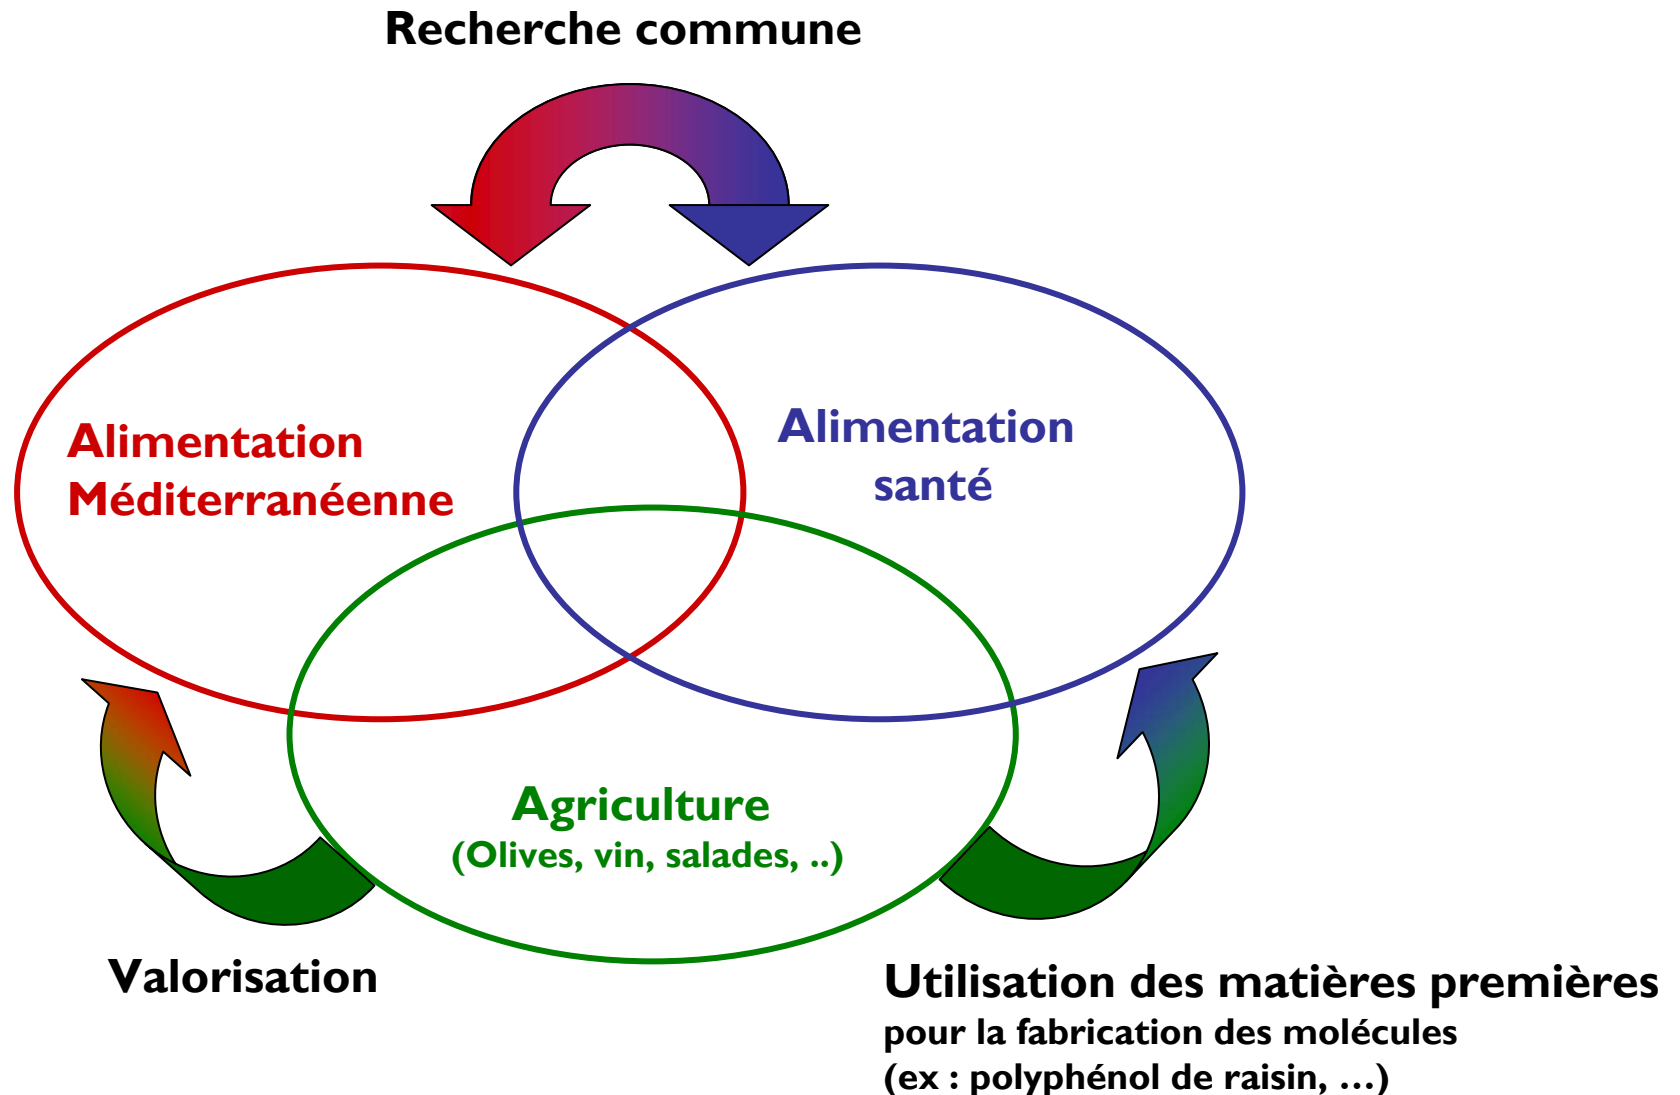 Recherche commune
Alimentation
Méditerranéenne
Alimentation
santé
Agriculture
(Olives, vin, salades, ..)
Valorisation
Utilisation des matières premières
pour la fabrication des molécules
(ex : polyphénol de raisin, …)